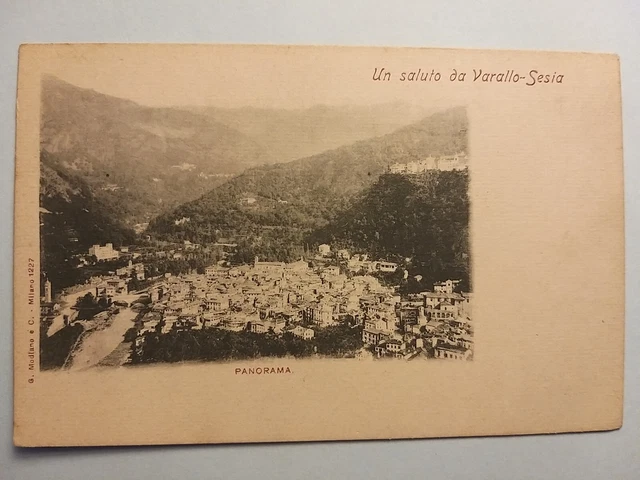 Un saluto da Varallo-Sesia
G. Modiano e C. - Milano 1227
PANORAMA.